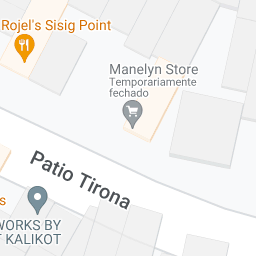 Rojel's Sisig Point
Manelyn Store
Temporariamente
fechado
Patio Tirona
s
WORKS BY
T KALIKOT